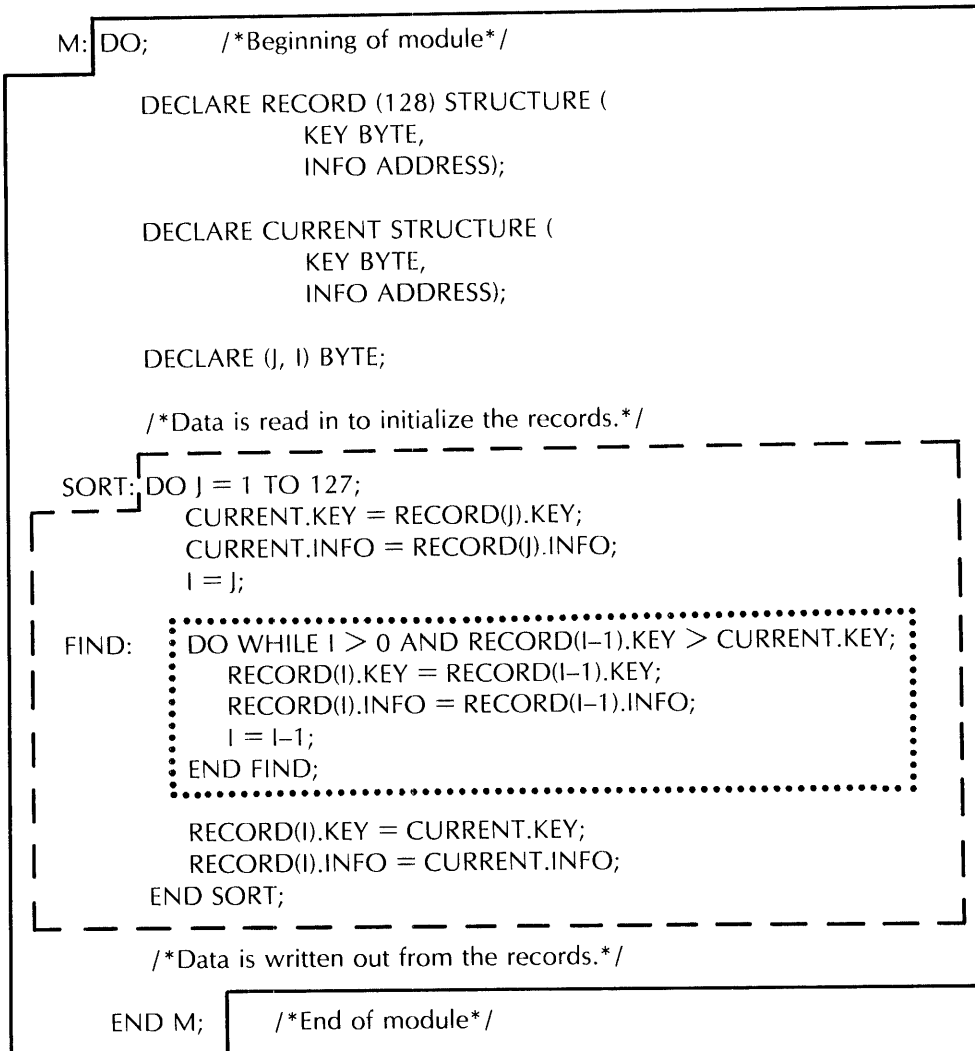 M: DO; /*Beginning of module*/
DECLARE RECORD (128) STRUCTURE (
KEY BYTE,
INFO ADDRESS);
DECLARE CURRENT STRUCTURE (
KEY BYTE,
INFO ADDRESS);
DECLARE (J, I) BYTE;
/*Data is read in to initialize the records.*/
SORT: DO J = 1 TO 127;
CURRENT.KEY = RECORD(J).KEY;
CURRENT.INFO = RECORD(J).INFO;
I = J;
FIND: DO WHILE I > 0 AND RECORD(I–1).KEY > CURRENT.KEY;
RECORD(I).KEY = RECORD(I–1).KEY;
RECORD(I).INFO = RECORD(I–1).INFO;
I = I–1;
END FIND;
RECORD(I).KEY = CURRENT.KEY;
RECORD(I).INFO = CURRENT.INFO;
END SORT;
/*Data is written out from the records.*/
END M; /*End of module*/